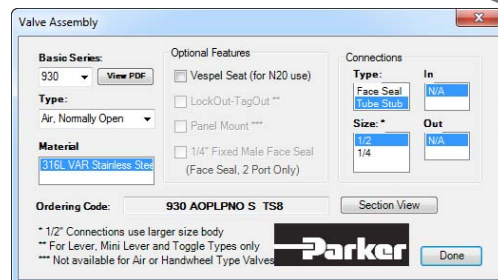 Valve Assembly
Basic Series:
930
View PDF
Type:
Air, Normally Open
Material
316L VAR Stainless Stee
Optional Features
Vespel Seat (for N20 use)
LockOut-TagOut **
Panel Mount ***
1/4" Fixed Male Face Seal
(Face Seal, 2 Port Only)
Connections
Type:
Face Seal
Tube Stub
In
N/A
Size: *
1/2
1/4
Out
N/A
Ordering Code:
930 AOPLPNO S TS8
Section View
* 1/2" Connections use larger size body
** For Lever, Mini Lever and Toggle Types only
*** Not available for Air or Handwheel Type Valves
Parker
Done